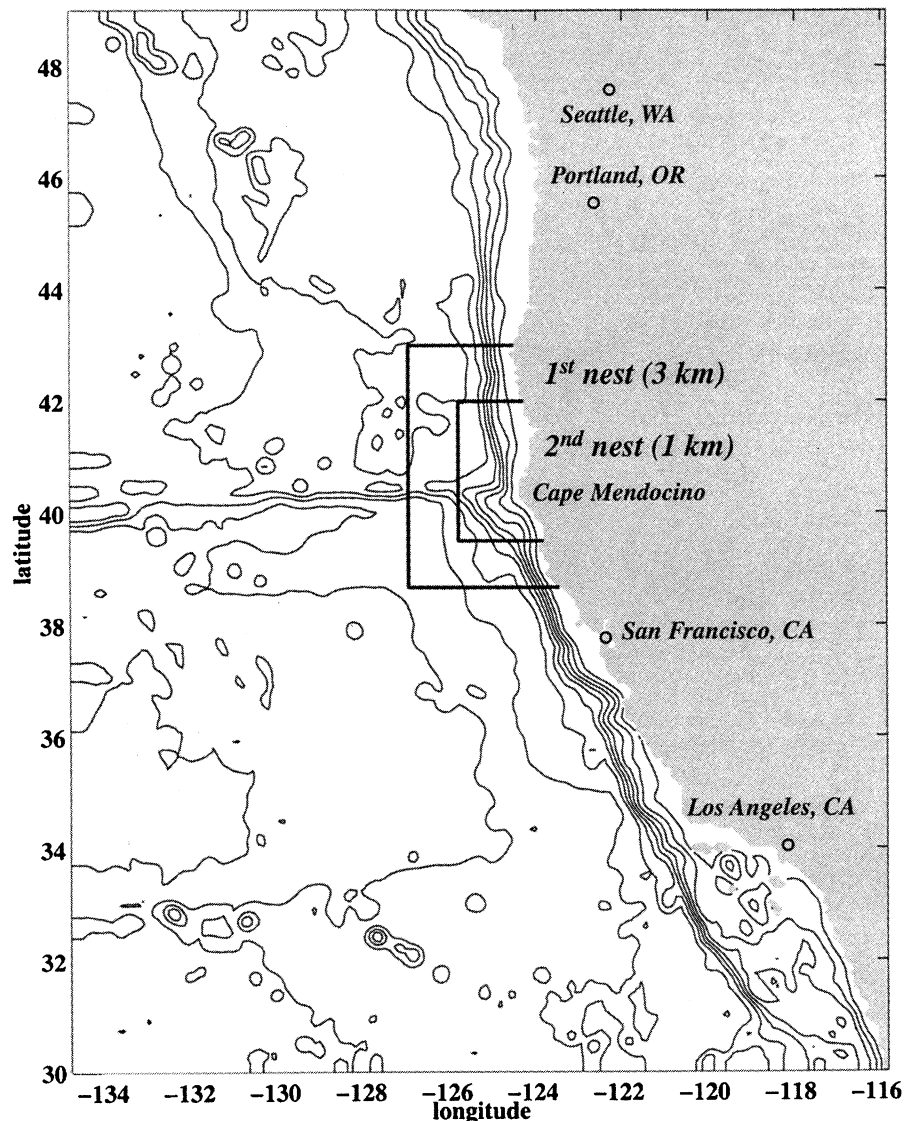 48
Seattle, WA
Portland, OR
46
44
1st nest (3 km)
42
2nd nest (1 km)
Cape Mendocino
40
latitude
38
San Francisco, CA
36
Los Angeles, CA
34
32
30
−134 −132 −130 −128 −126 −124 −122 −120 −118 −116
longitude